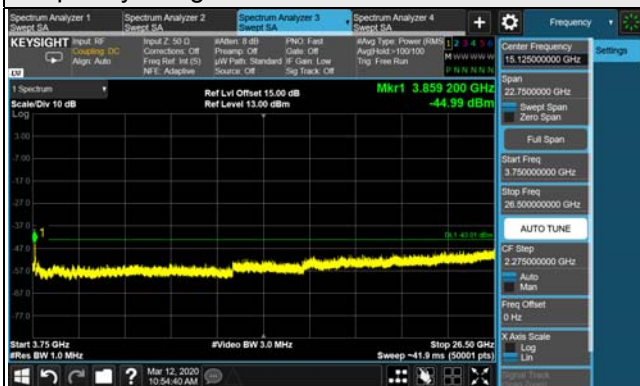 Spectrum Analyzer 1
Swept SA
Spectrum Analyzer 2
Swept SA
Spectrum Analyzer 3
Swept SA
Spectrum Analyzer 4
Swept SA
Frequency
KEYSIGHT
Input: RF
Coupling: DC
Align: Auto
Input Z: 50 Ω
Corrections: Off
Freq Ref: Int (S)
NFE: Adaptive
#Atten: 8 dB
Preamp: Off
µW Path: Standard
Source: Off
PNO: Fast
Gate: Off
IF Gain: Low
Sig Track: Off
#Avg Type: Power (RMS
Avg|Hold:>100/100
Trig: Free Run
1 2 3 4 5 6
M W W W W W
P N N N N N
LXI
1 Spectrum
Scale/Div 10 dB
Log
Ref Lvl Offset 15.00 dB
Ref Level 13.00 dBm
Mkr1 3.859 200 GHz
-44.99 dBm
3.00
-7.00
-17.0
-27.0
-37.0
-47.0
-57.0
-67.0
-77.0
1
DL1 -43.01 dBm
Start 3.75 GHz
#Res BW 1.0 MHz
#Video BW 3.0 MHz
Stop 26.50 GHz
Sweep ~41.9 ms (50001 pts)
Center Frequency
15.125000000 GHz
Settings
Span
22.7500000 GHz
Swept Span
Zero Span
Full Span
Start Freq
3.750000000 GHz
Stop Freq
26.500000000 GHz
AUTO TUNE
CF Step
2.275000000 GHz
Auto
Man
Freq Offset
0 Hz
X Axis Scale
Log
Lin
Signal Track
Mar 12, 2020
10:54:40 AM